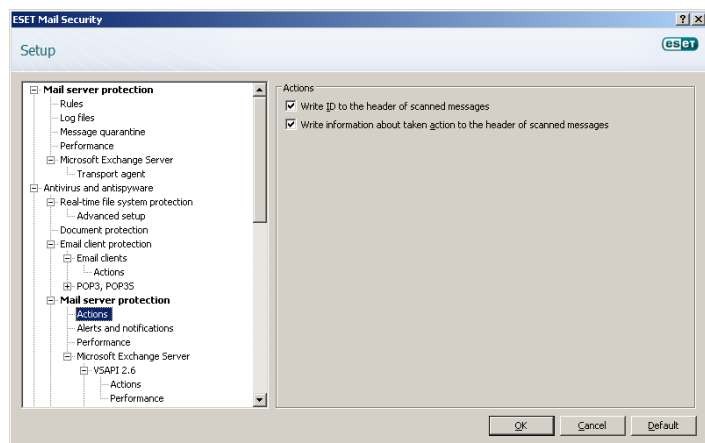 ESET Mail Security
Setup
eset
Mail server protection
Rules
Log files
Message quarantine
Performance
Microsoft Exchange Server
Transport agent
Antivirus and antispyware
Real-time file system protection
Advanced setup
Document protection
Email client protection
Email clients
Actions
POP3, POP3S
Mail server protection
Actions
Alerts and notifications
Performance
Microsoft Exchange Server
VSAPI 2.6
Actions
Performance
Actions
Write ID to the header of scanned messages
Write information about taken action to the header of scanned messages
OK
Cancel
Default